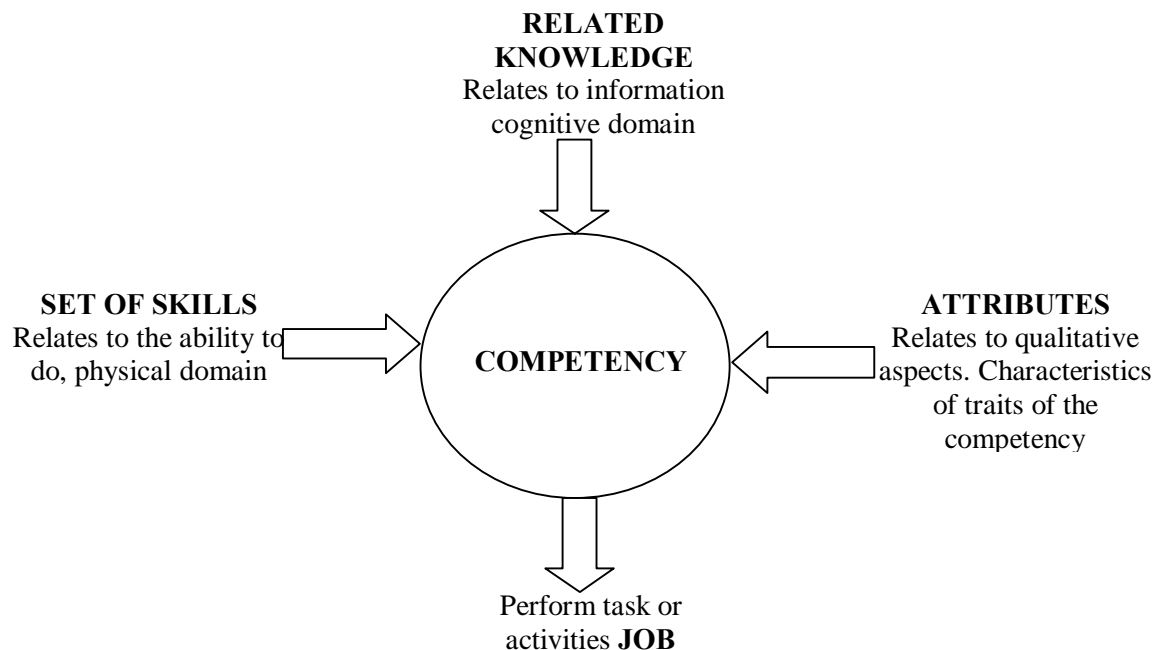 RELATED
KNOWLEDGE
Relates to information
cognitive domain
SET OF SKILLS
Relates to the ability to
do, physical domain
COMPETENCY
ATTRIBUTES
Relates to qualitative
aspects. Characteristics
of traits of the
competency
Perform task or
activities JOB